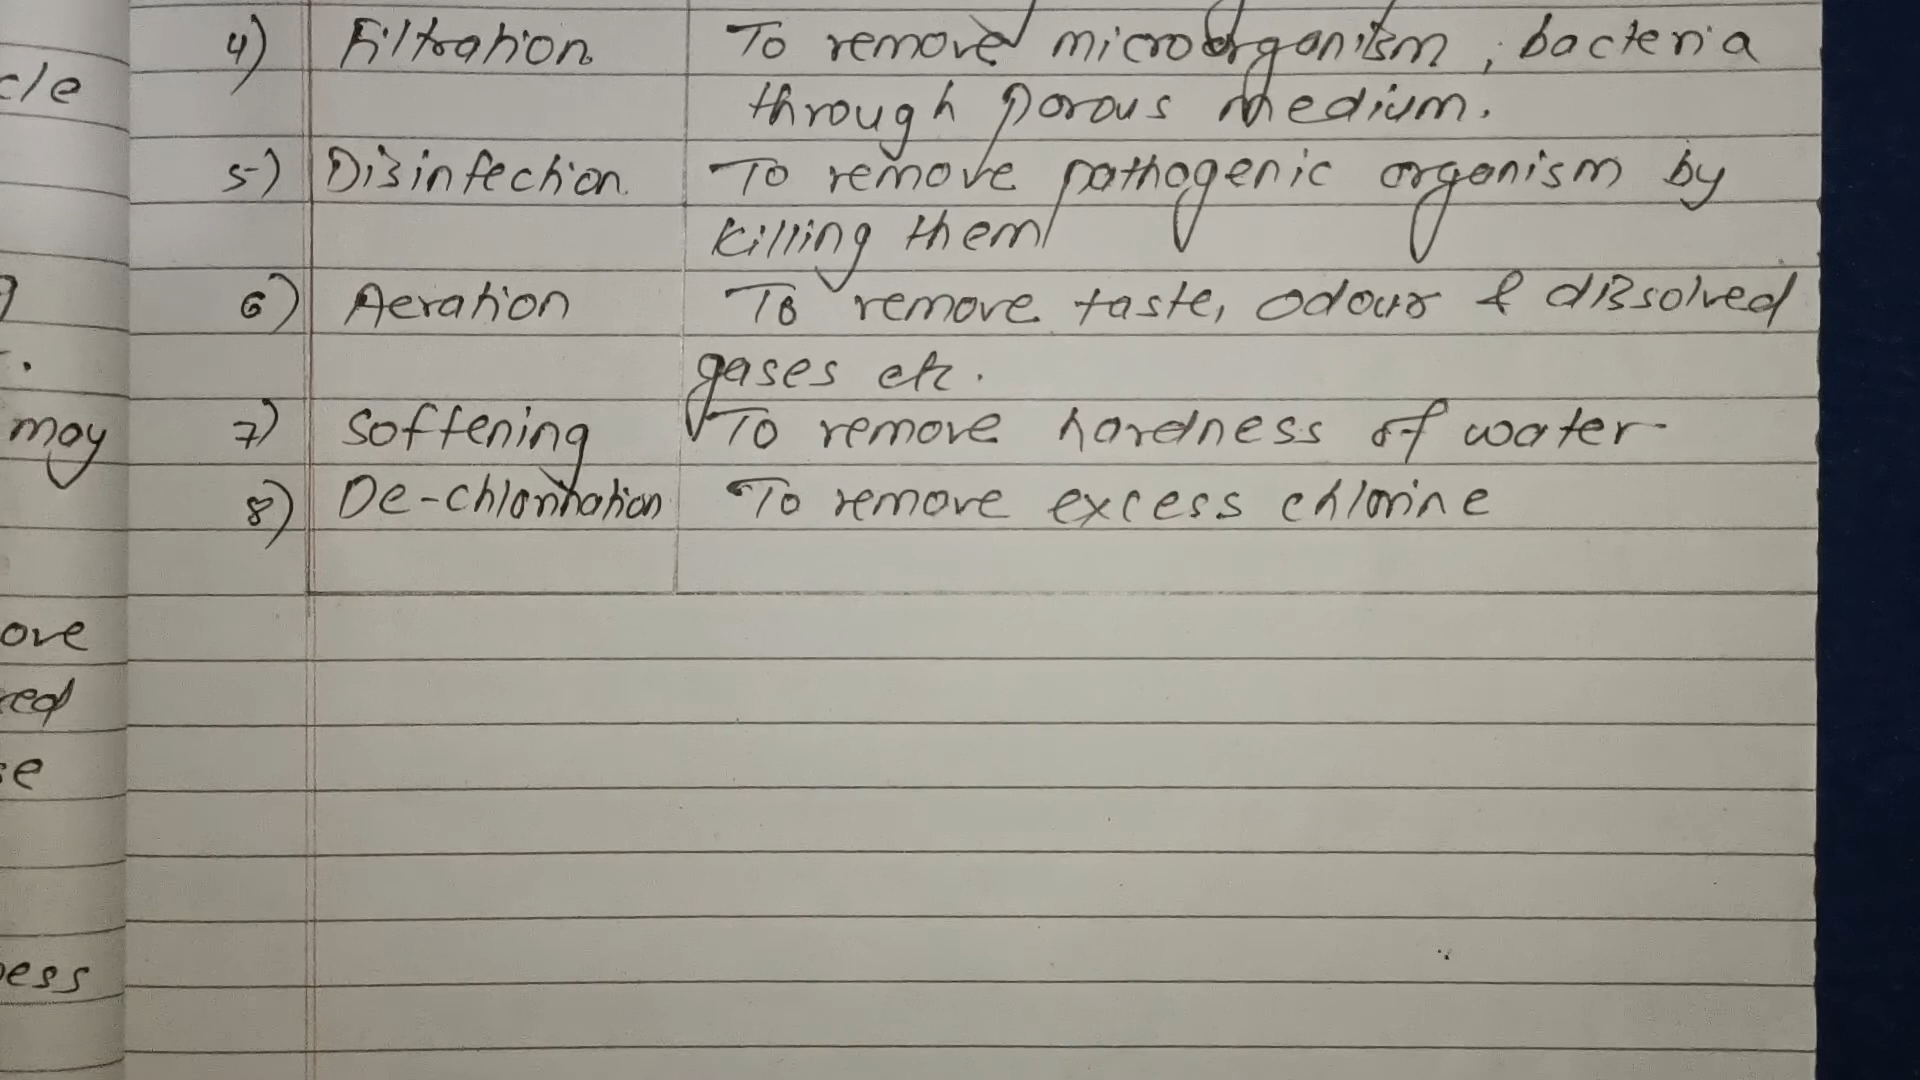 cle
may
ove
ess
4) Filtration To remove microorganism, bacteria
through porous medium.
5) Disinfection. To remove pathogenic organism by
killing them
6) Aeration To remove taste, odour & dissolved
gases etc.
7) Softening To remove hardness of water
8) De-chlorination To remove excess chlorine